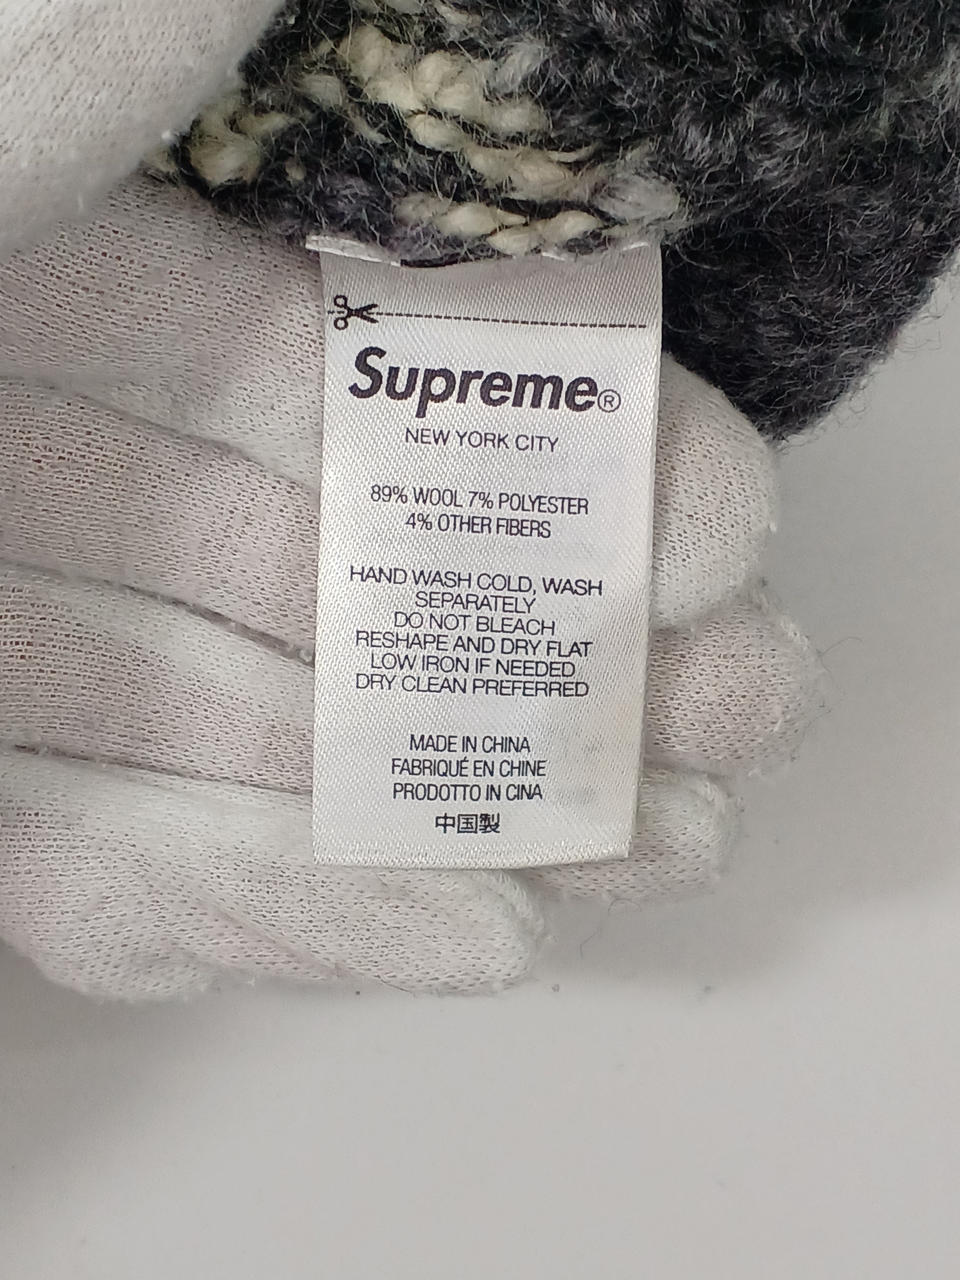 Supreme®
NEW YORK CITY
89% WOOL 7% POLYESTER
4% OTHER FIBERS
HAND WASH COLD, WASH
SEPARATELY
DO NOT BLEACH
RESHAPE AND DRY FLAT
LOW IRON IF NEEDED
DRY CLEAN PREFERRED
MADE IN CHINA
FABRIQUÉ EN CHINE
PRODOTTO IN CINA
中国製